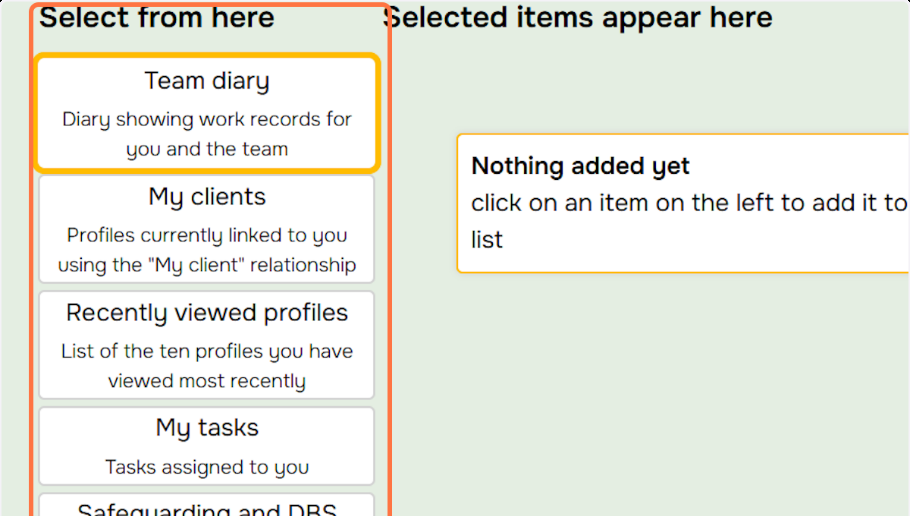 Select from here
Selected items appear here
Team diary
Diary showing work records for
you and the team
My clients
Profiles currently linked to you
using the "My client" relationship
Recently viewed profiles
List of the ten profiles you have
viewed most recently
My tasks
Tasks assigned to you
Safeguarding and DBS
Nothing added yet
click on an item on the left to add it to
list